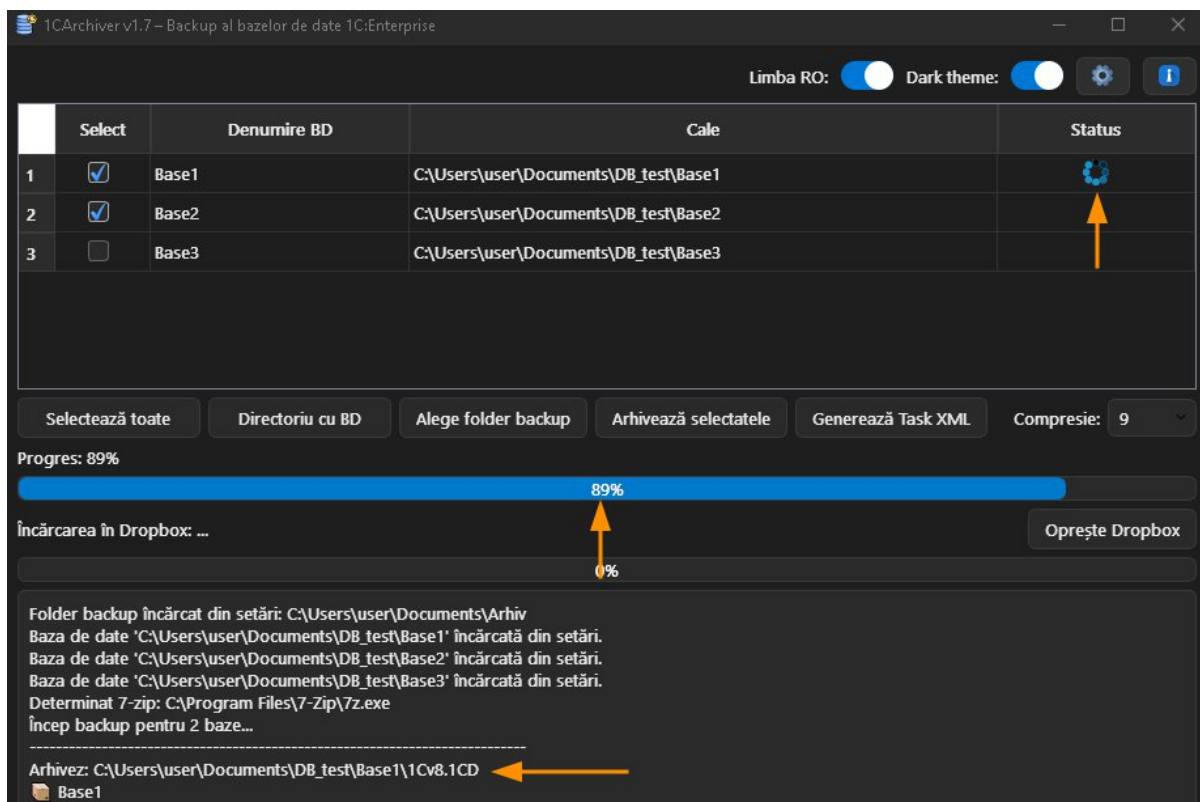 1CArchiver v1.7 – Backup al bazelor de date 1C:Enterprise
Limba RO: Dark theme:
Select Denumire BD Cale Status
1 Base1 C:\Users\user\Documents\DB_test\Base1
2 Base2 C:\Users\user\Documents\DB_test\Base2
3 Base3 C:\Users\user\Documents\DB_test\Base3
Selectează toate Directoriu cu BD Alege folder backup Arhivează selectatele Generează Task XML Compresie: 9
Progres: 89%
89%
Încărcarea în Dropbox: ... Oprește Dropbox
0%
Folder backup încărcat din setări: C:\Users\user\Documents\Arhiv
Baza de date 'C:\Users\user\Documents\DB_test\Base1' încărcată din setări.
Baza de date 'C:\Users\user\Documents\DB_test\Base2' încărcată din setări.
Baza de date 'C:\Users\user\Documents\DB_test\Base3' încărcată din setări.
Determinat 7-zip: C:\Program Files\7-Zip\7z.exe
Încep backup pentru 2 baze...
--------------------------------------------------------------------------
Arhivez: C:\Users\user\Documents\DB_test\Base1\1Cv8.1CD
Base1